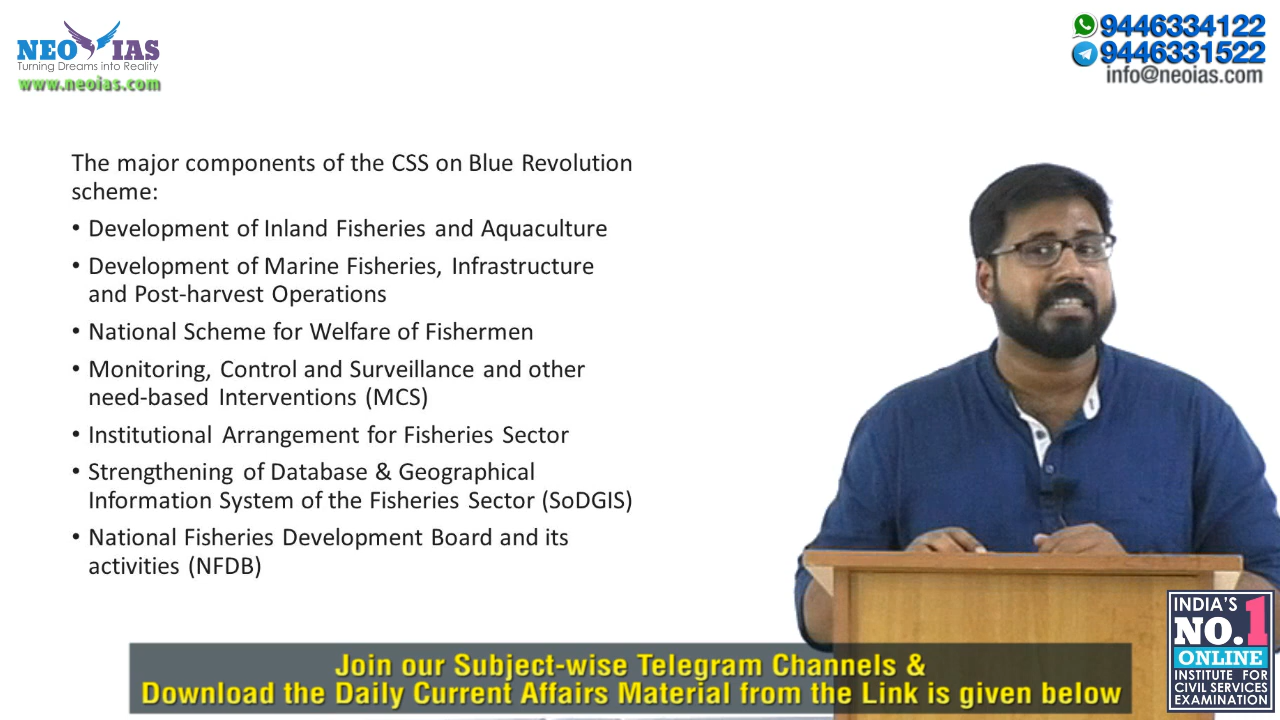 NEO IAS
Turning Dreams into Reality
www.neoias.com
9446334122
9446331522
info@neoias.com
The major components of the CSS on Blue Revolution
scheme:
• Development of Inland Fisheries and Aquaculture
• Development of Marine Fisheries, Infrastructure
and Post-harvest Operations
• National Scheme for Welfare of Fishermen
• Monitoring, Control and Surveillance and other
need-based Interventions (MCS)
• Institutional Arrangement for Fisheries Sector
• Strengthening of Database & Geographical
Information System of the Fisheries Sector (SoDGIS)
• National Fisheries Development Board and its
activities (NFDB)
Join our Subject-wise Telegram Channels &
Download the Daily Current Affairs Material from the Link is given below
INDIA'S
NO.1
ONLINE
INSTITUTE FOR
CIVIL SERVICES
EXAMINATION